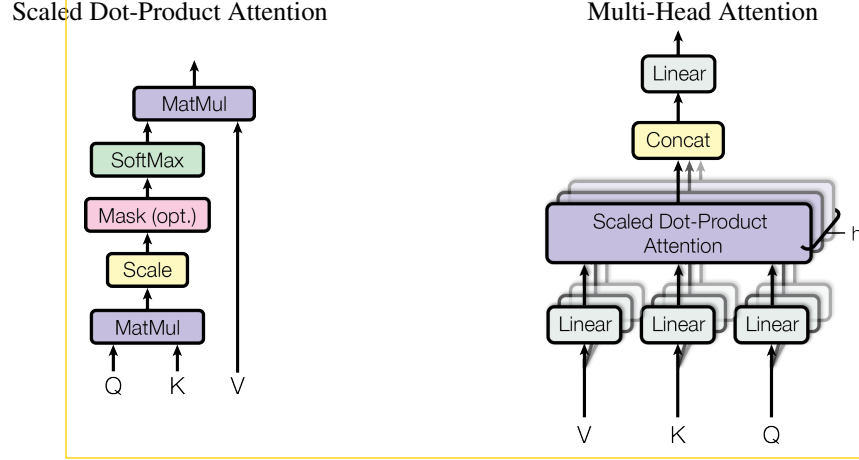 Scaled Dot-Product Attention
MatMul
SoftMax
Mask (opt.)
Scale
MatMul
Q K V
Multi-Head Attention
Linear
Concat
Scaled Dot-Product
Attention
h
Linear Linear Linear
V K Q